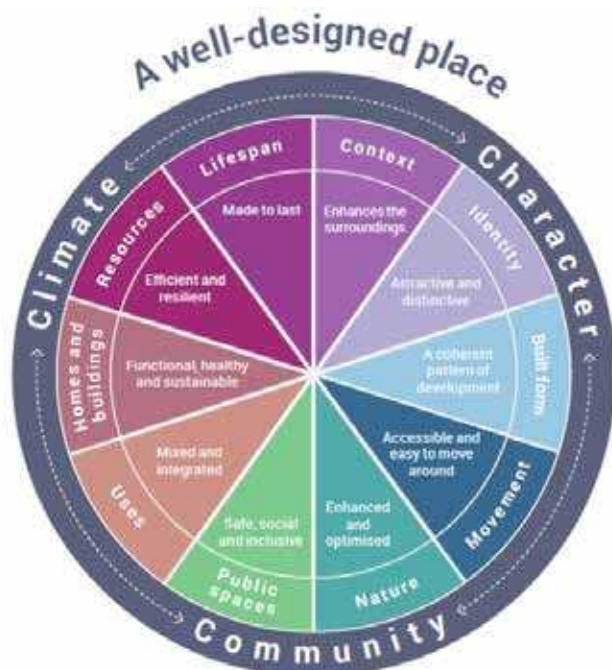 A well-designed place
Climate
Character
Community
Context
Enhances the
surroundings.
Identity
Attractive and
distinctive
Built form
A coherent
pattern of
development
Movement
Accessible and
easy to move
around
Nature
Enhanced
and
optimised
Public
spaces
Safe, social
and inclusive
Uses
Mixed and
integrated
Homes and
buildings
Functional, healthy
and sustainable
Resources
Efficient and
resilient
Lifespan
Made to last